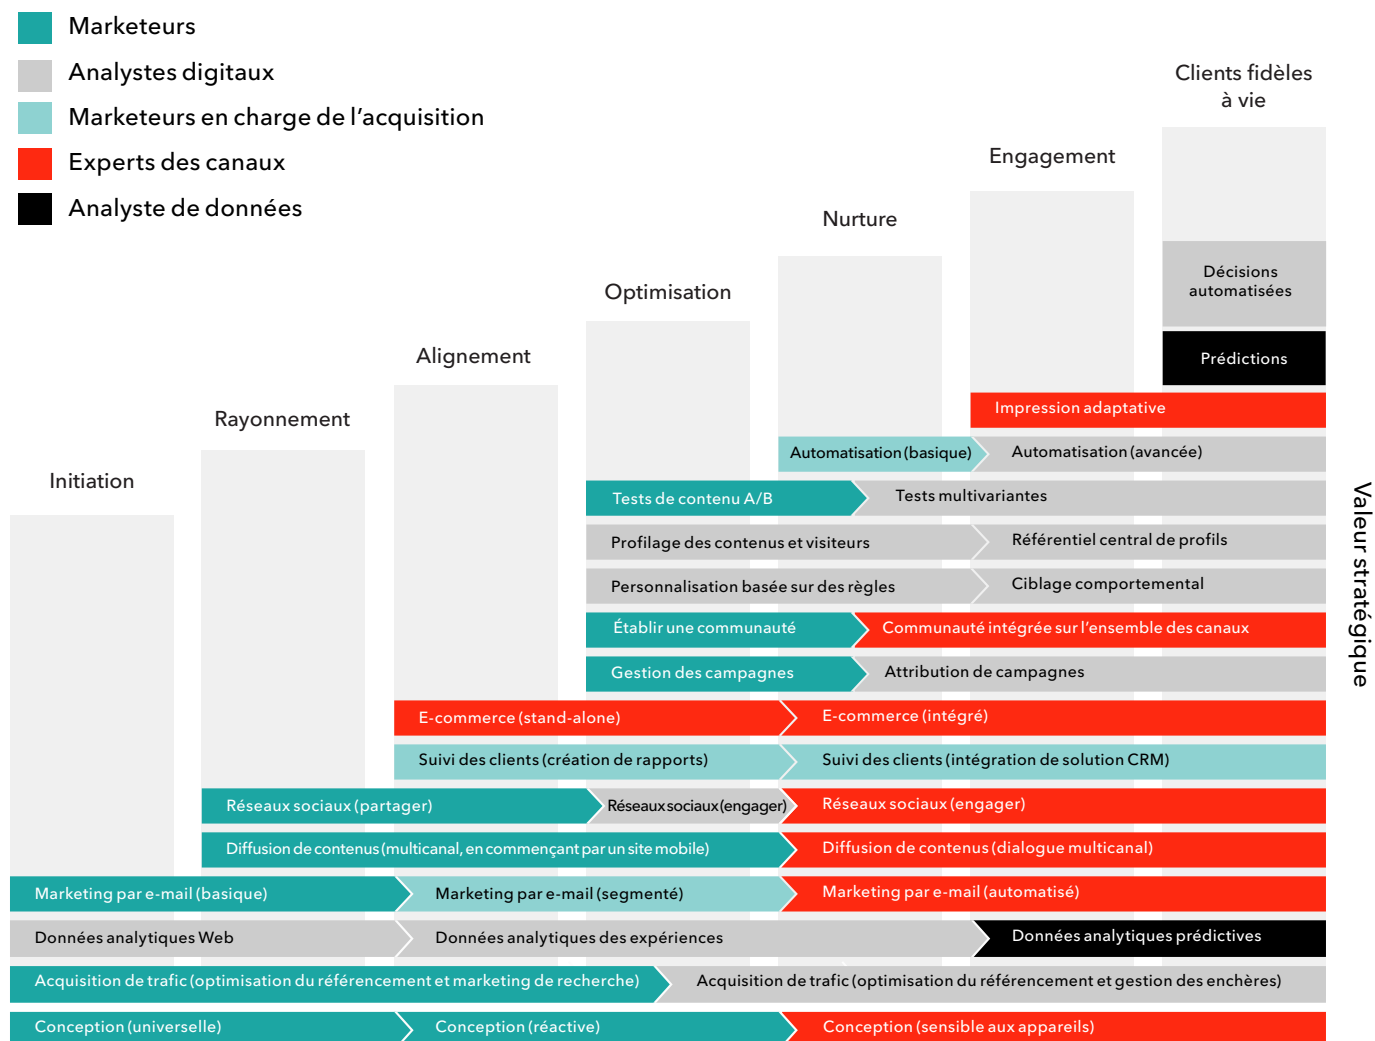 Marketeurs
Analystes digitaux
Marketeurs en charge de l’acquisition
Experts des canaux
Analyste de données
Clients fidèles
à vie
Engagement
Nurture
Optimisation
Alignement
Rayonnement
Initiation
Décisions
automatisées
Prédictions
Impression adaptative
Automatisation (basique)
Automatisation (avancée)
Tests de contenu A/B
Tests multivariantes
Profilage des contenus et visiteurs
Référentiel central de profils
Personnalisation basée sur des règles
Ciblage comportemental
Établir une communauté
Communauté intégrée sur l’ensemble des canaux
Gestion des campagnes
Attribution de campagnes
E-commerce (stand-alone)
E-commerce (intégré)
Suivi des clients (création de rapports)
Suivi des clients (intégration de solution CRM)
Réseaux sociaux (partager)
Réseaux sociaux (engager)
Réseaux sociaux (engager)
Diffusion de contenus (multicanal, en commençant par un site mobile)
Diffusion de contenus (dialogue multicanal)
Marketing par e-mail (basique)
Marketing par e-mail (segmenté)
Marketing par e-mail (automatisé)
Données analytiques Web
Données analytiques des expériences
Données analytiques prédictives
Acquisition de trafic (optimisation du référencement et marketing de recherche)
Acquisition de trafic (optimisation du référencement et gestion des enchères)
Conception (universelle)
Conception (réactive)
Conception (sensible aux appareils)
Valeur stratégique